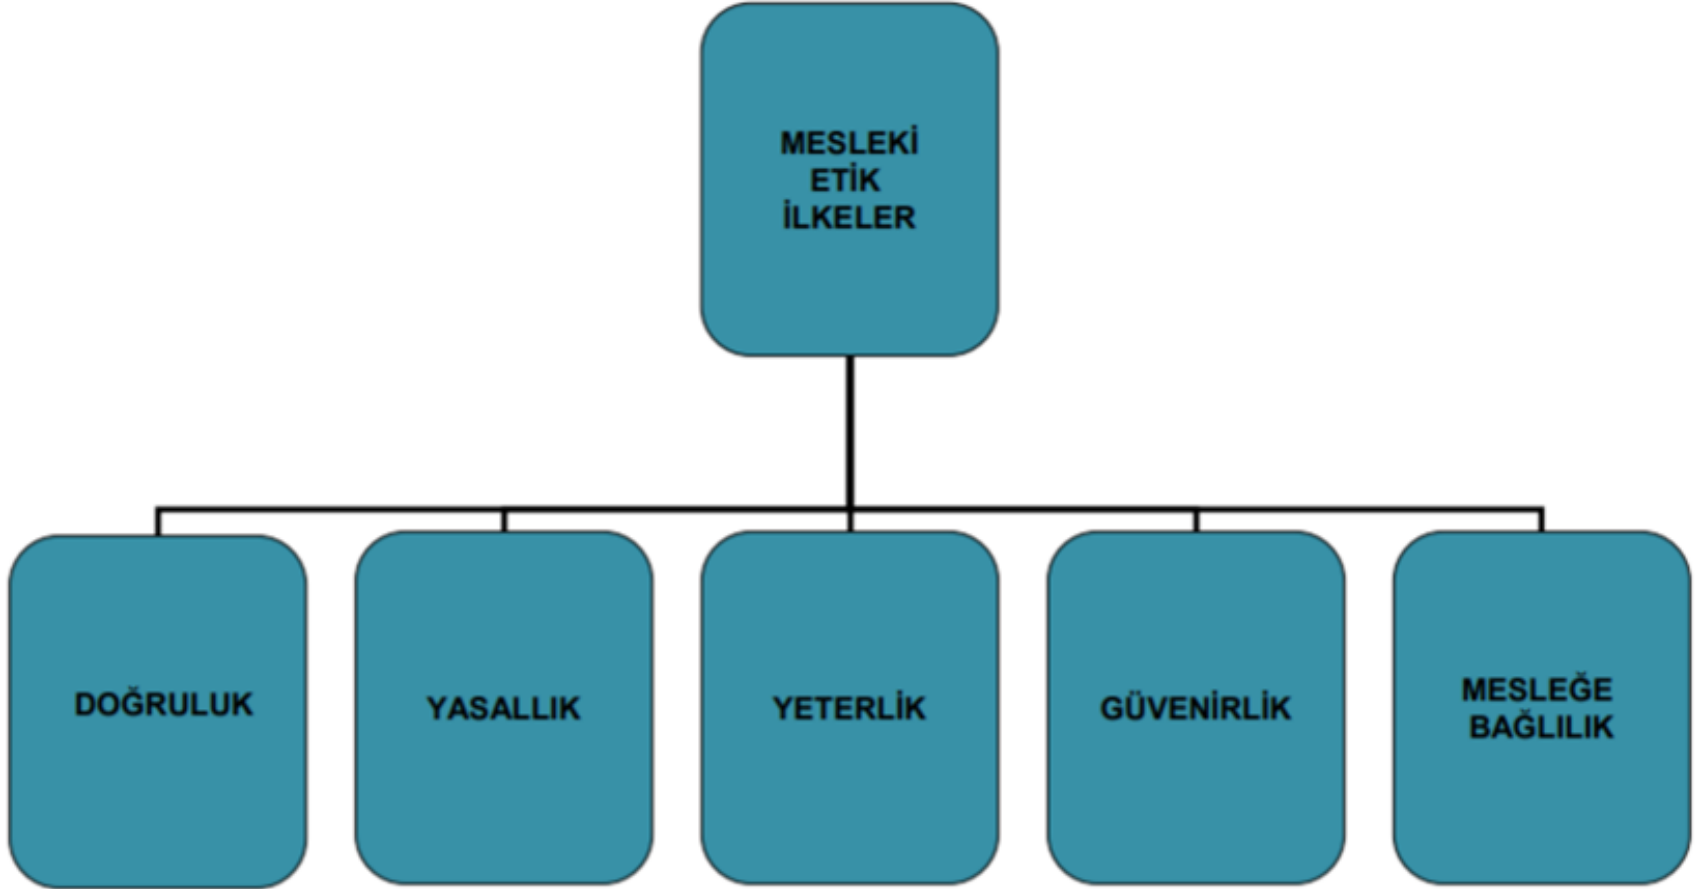 MESLEKİ
ETİK
İLKELER
DOĞRULUK
YASALLIK
YETERLİK
GÜVENİRLİK
MESLEĞE
BAĞLILIK